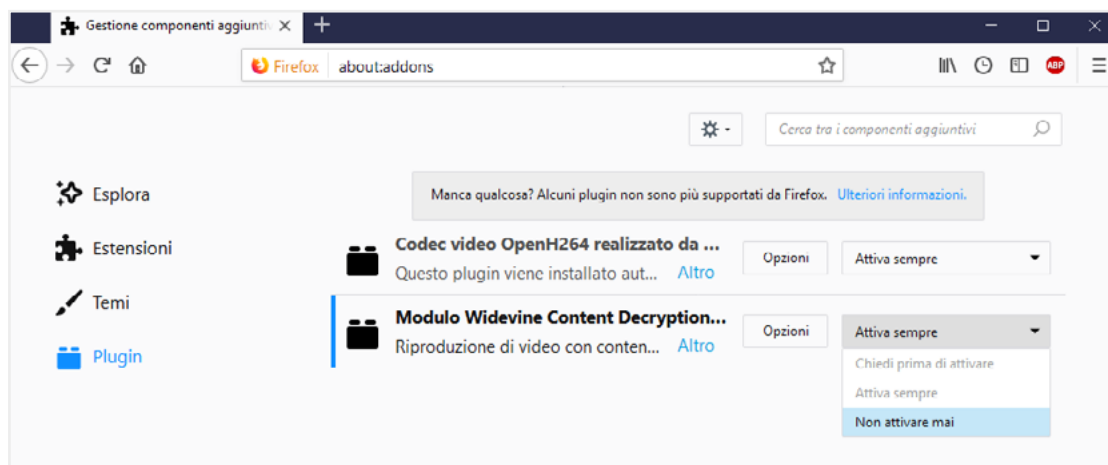 Gestione componenti aggiuntiv
Firefox about:addons
ABP
Cerca tra i componenti aggiuntivi
Manca qualcosa? Alcuni plugin non sono più supportati da Firefox. Ulteriori informazioni.
Esplora
Estensioni
Temi
Plugin
Codec video OpenH264 realizzato da ...
Questo plugin viene installato aut... Altro
Opzioni
Attiva sempre
Modulo Widevine Content Decryption...
Riproduzione di video con conten... Altro
Opzioni
Attiva sempre
Chiedi prima di attivare
Attiva sempre
Non attivare mai